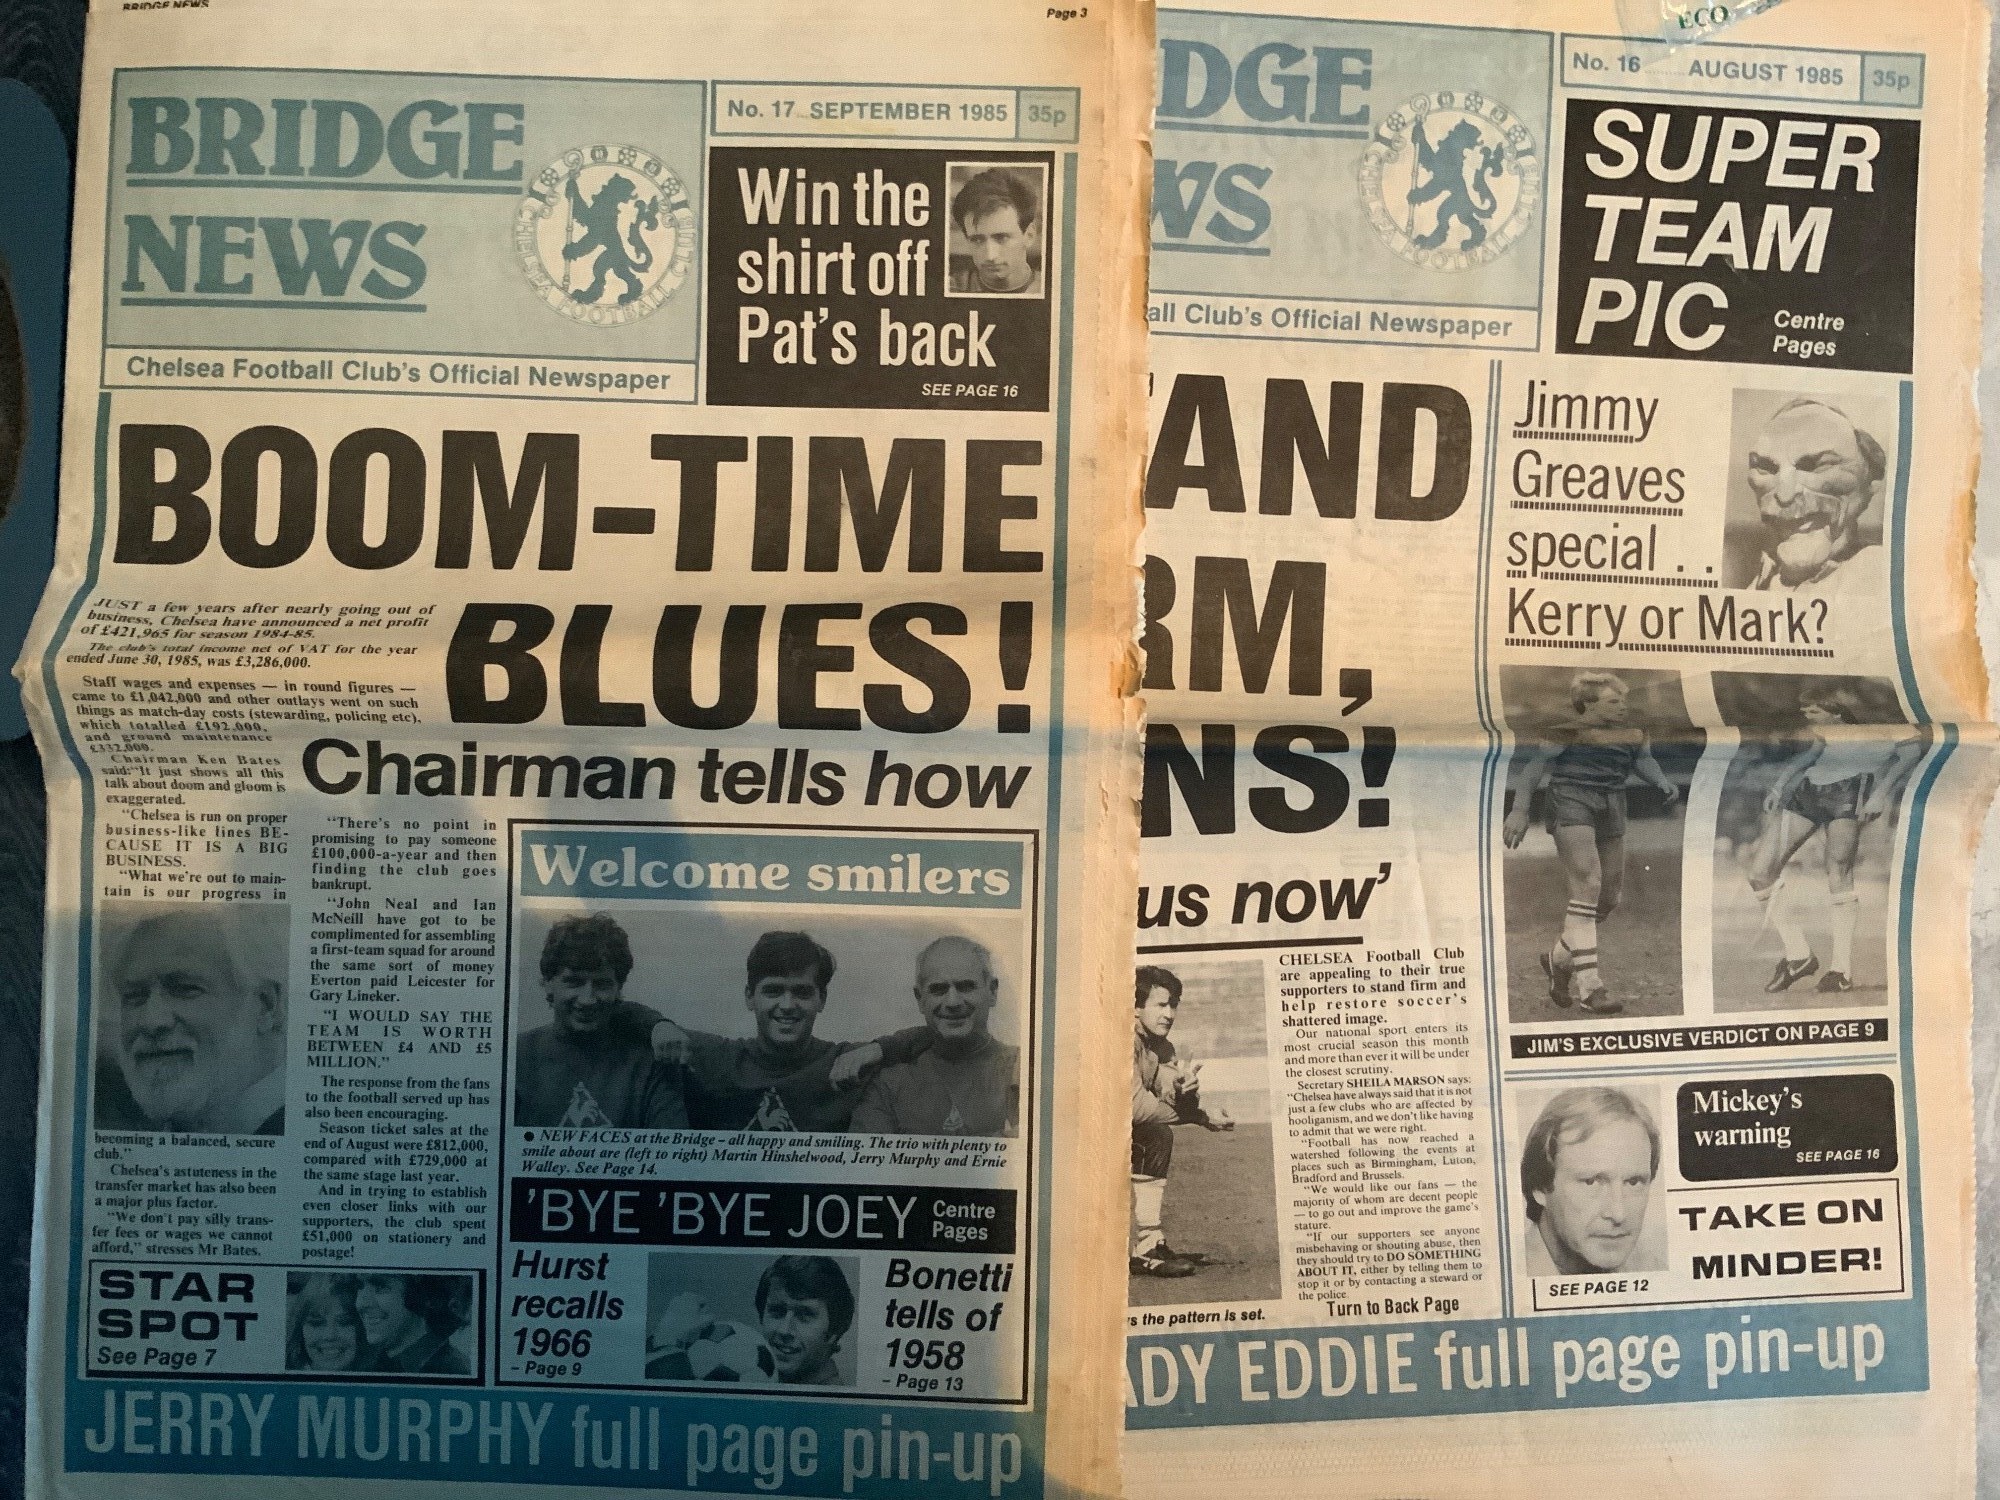 BRIDGE NEWS
Page 3
BRIDGE
NEWS
CHELSEA FOOTBALL CLUB
Chelsea Football Club's Official Newspaper
No. 17 SEPTEMBER 1985 35p
Win the
shirt off
Pat's back
SEE PAGE 16
BOOM-TIME
BLUES!
Chairman tells how
JUST a few years after nearly going out of
business, Chelsea have announced a net profit
of £421,965 for season 1984-85.
The club's total income net of VAT for the year
ended June 30, 1985, was £3,286,000.
Staff wages and expenses — in round figures —
came to £1,042,000 and other outlays went on such
things as match-day costs (stewarding, policing etc),
which totalled £192,000,
and ground maintenance
£332,000.
Chairman Ken Bates
said:"It just shows all this
talk about doom and gloom is
exaggerated.
"Chelsea is run on proper
business-like lines BE-
CAUSE IT IS A BIG
BUSINESS.
"What we're out to main-
tain is our progress in
becoming a balanced, secure
club."
Chelsea's astuteness in the
transfer market has also been
a major plus factor.
"We don't pay silly trans-
fer fees or wages we cannot
afford," stresses Mr Bates.
"There's no point in
promising to pay someone
£100,000-a-year and then
finding the club goes
bankrupt.
"John Neal and Ian
McNeill have got to be
complimented for assembling
a first-team squad for around
the same sort of money
Everton paid Leicester for
Gary Lineker.
"I WOULD SAY THE
TEAM IS WORTH
BETWEEN £4 AND £5
MILLION."
The response from the fans
to the football served up has
also been encouraging.
Season ticket sales at the
end of August were £812,000,
compared with £729,000 at
the same stage last year.
And in trying to establish
even closer links with our
supporters, the club spent
£51,000 on stationery and
postage!
Welcome smilers
● NEW FACES at the Bridge – all happy and smiling. The trio with plenty to
smile about are (left to right) Martin Hinshelwood, Jerry Murphy and Ernie
Walley. See Page 14.
'BYE 'BYE JOEY Centre
Pages
Hurst
recalls
1966
– Page 9
Bonetti
tells of
1958
– Page 13
STAR
SPOT
See Page 7
JERRY MURPHY full page pin-up
ECO
DGE
WS
CHELSEA FOOTBALL CLUB
all Club's Official Newspaper
No. 16 AUGUST 1985 35p
SUPER
TEAM
PIC
Centre
Pages
AND
RM,
NS!
us now'
CHELSEA Football Club
are appealing to their true
supporters to stand firm and
help restore soccer's
shattered image.
Our national sport enters its
most crucial season this month
and more than ever it will be under
the closest scrutiny.
Secretary SHEILA MARSON says:
"Chelsea have always said that it is not
just a few clubs who are affected by
hooliganism, and we don't like having
to admit that we were right.
"Football has now reached a
watershed following the events at
places such as Birmingham, Luton,
Bradford and Brussels.
"We would like our fans — the
majority of whom are decent people
— to go out and improve the game's
stature.
"If our supporters see anyone
misbehaving or shouting abuse, then
they should try to DO SOMETHING
ABOUT IT, either by telling them to
stop it or by contacting a steward or
the police.
Turn to Back Page
s the pattern is set.
Jimmy
Greaves
special . .
Kerry or Mark?
JIM'S EXCLUSIVE VERDICT ON PAGE 9
Mickey's
warning
SEE PAGE 16
TAKE ON
MINDER!
SEE PAGE 12
ADY EDDIE full page pin-up